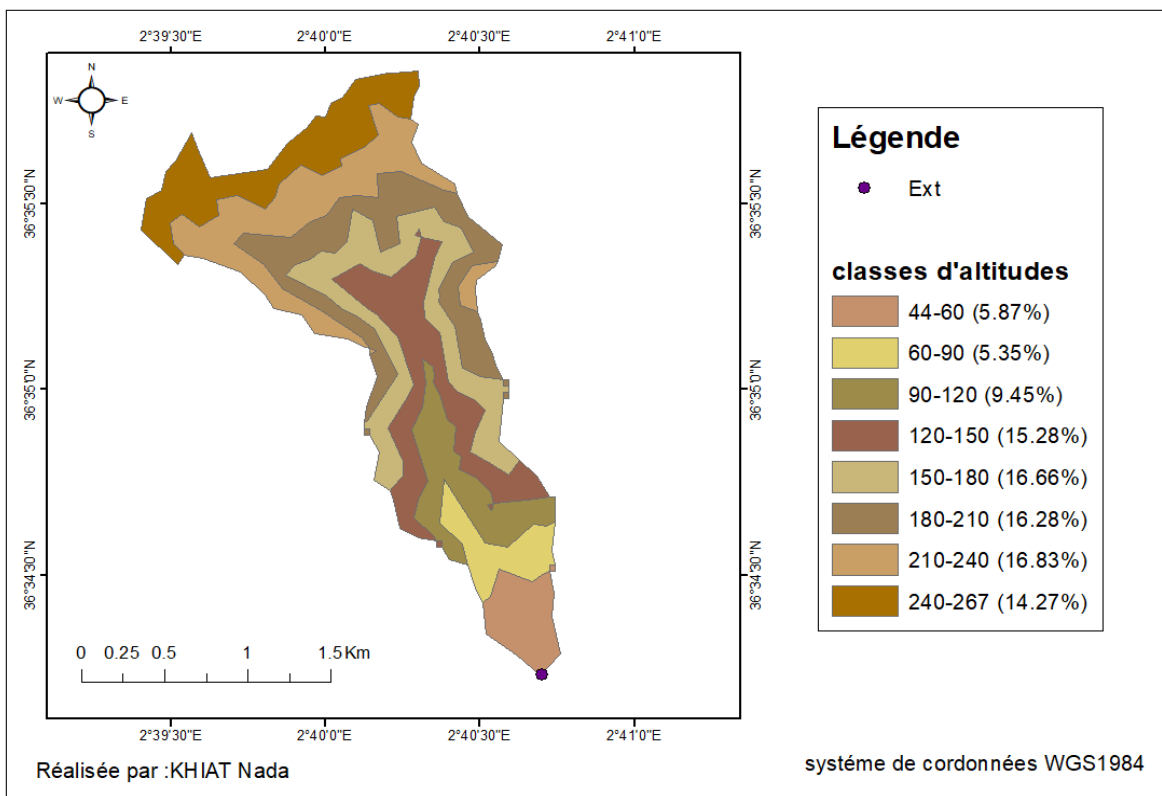 2°39'30"E 2°40'0"E 2°40'30"E 2°41'0"E
N
W E
S
36°35'30"N 36°35'30"N
36°35'0"N 36°35'0"N
36°34'30"N 36°34'30"N
0 0.25 0.5 1 1.5 Km
2°39'30"E 2°40'0"E 2°40'30"E 2°41'0"E
Légende
Ext
classes d'altitudes
44-60 (5.87%)
60-90 (5.35%)
90-120 (9.45%)
120-150 (15.28%)
150-180 (16.66%)
180-210 (16.28%)
210-240 (16.83%)
240-267 (14.27%)
Réalisée par :KHIAT Nada
systéme de cordonnées WGS1984